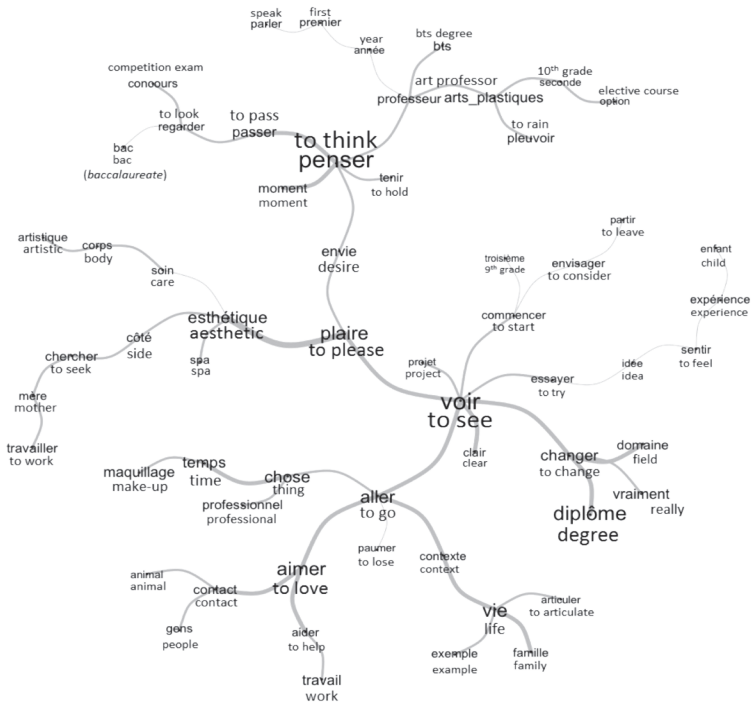 speak
parler
first
premier
year
année
bts degree
bts
competition exam
concours
art professor
professeur arts_plastiques
10th grade
seconde
elective course
option
to look
regarder
to pass
passer
to rain
pleuvoir
bac
bac
(baccalaureate)
to think
penser
moment
moment
tenir
to hold
artistique
artistic
corps
body
soin
care
envie
desire
partir
to leave
troisième
9th grade
envisager
to consider
enfant
child
expérience
experience
esthétique
aesthetic
plaire
to please
commencer
to start
côté
side
chercher
to seek
spa
spa
projet
project
essayer
to try
idée
idea
sentir
to feel
mère
mother
voir
to see
travailler
to work
clair
clear
changer
to change
domaine
field
maquillage
make-up
temps
time
chose
thing
professionnel
professional
aller
to go
vraiment
really
diplôme
degree
paumer
to lose
contexte
context
aimer
to love
animal
animal
contact
contact
vie
life
articuler
to articulate
gens
people
aider
to help
exemple
example
famille
family
travail
work